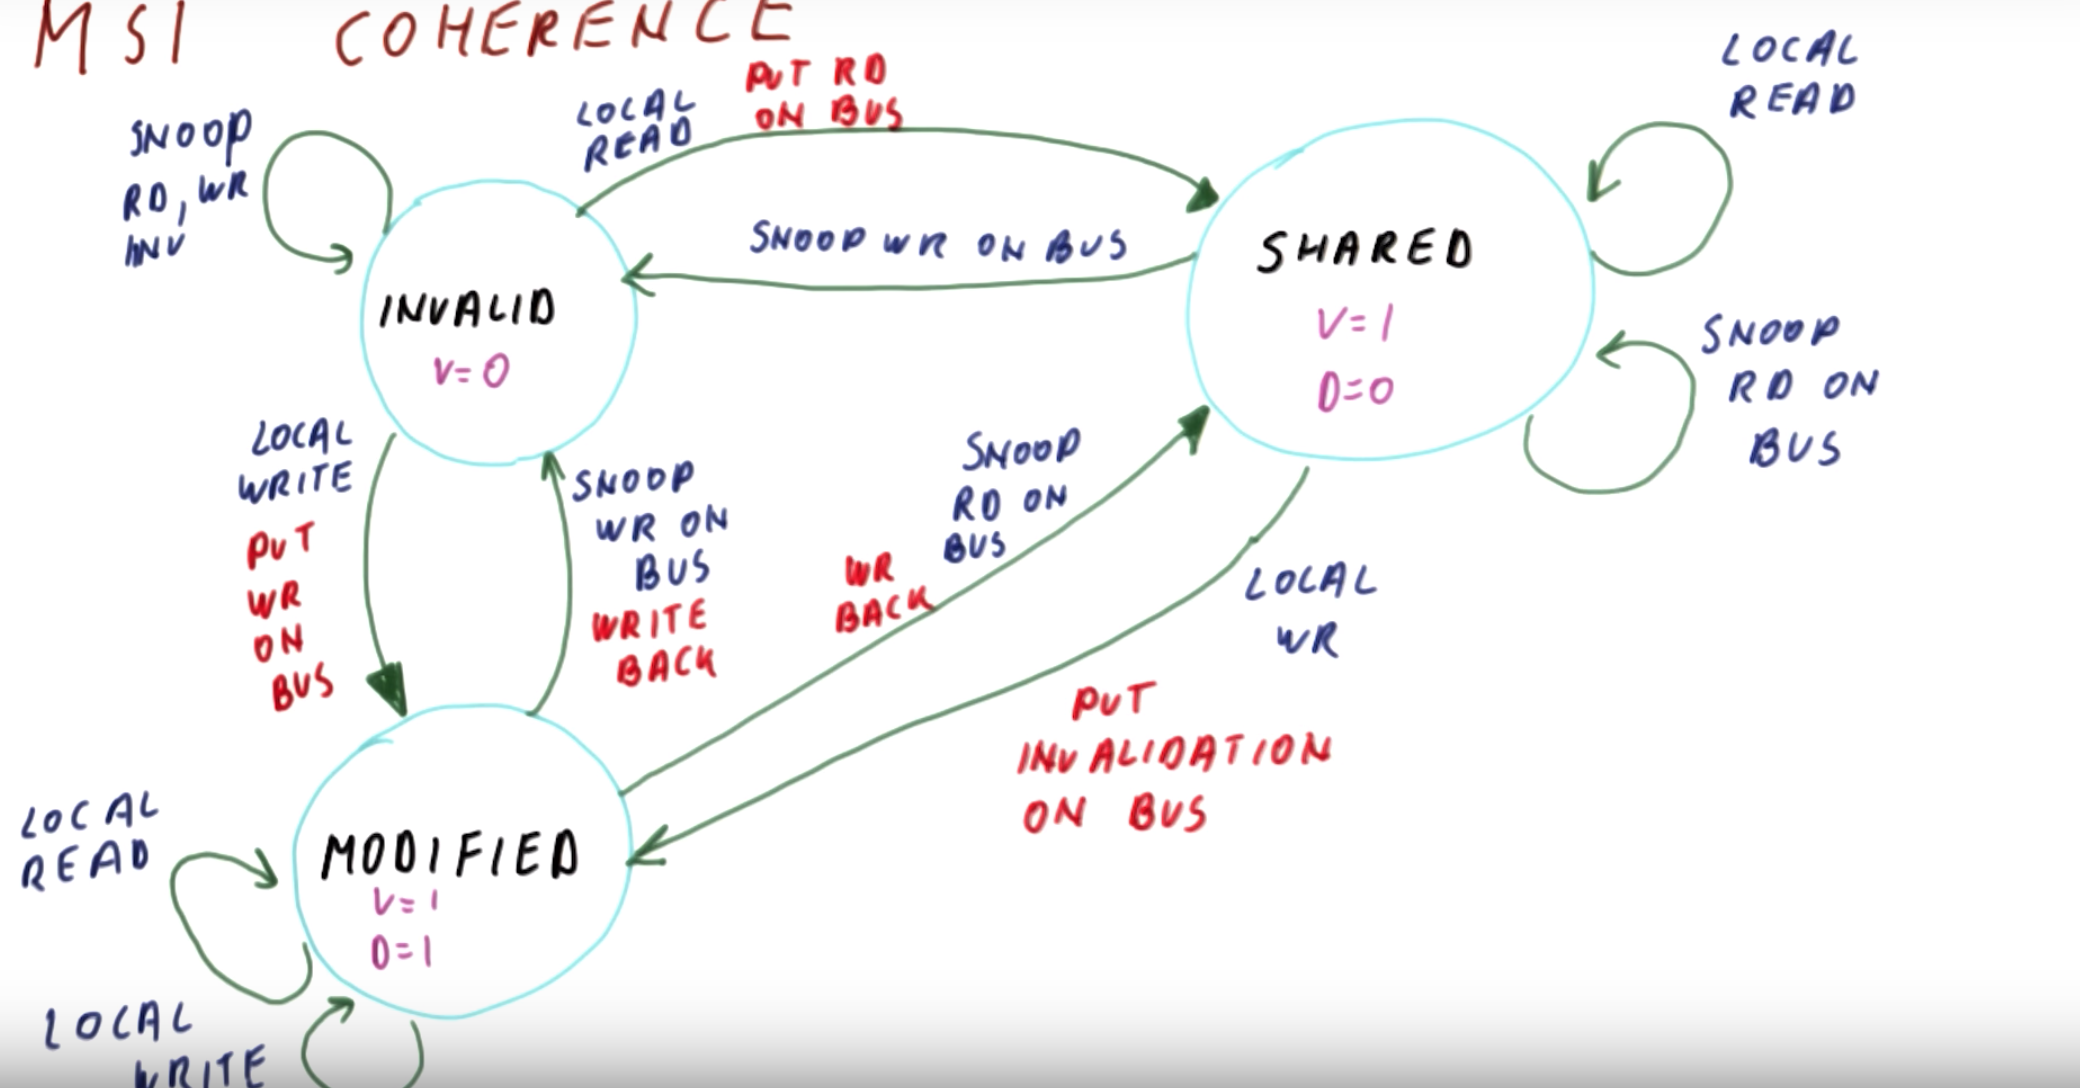 MSI COHERENCE
SNOOP
RD, WR
INV
LOCAL
READ
PUT RD
ON BUS
LOCAL
READ
SNOOP WR ON BUS
INVALID
V=0
SHARED
V=1
D=0
SNOOP
RD ON
BUS
LOCAL
WRITE
PUT
WR
ON
BUS
SNOOP
WR ON
BUS
WRITE
BACK
SNOOP
RD ON
BUS
WR
BACK
LOCAL
WR
PUT
INVALIDATION
ON BUS
LOCAL
READ
MODIFIED
V=1
D=1
LOCAL
WRITE